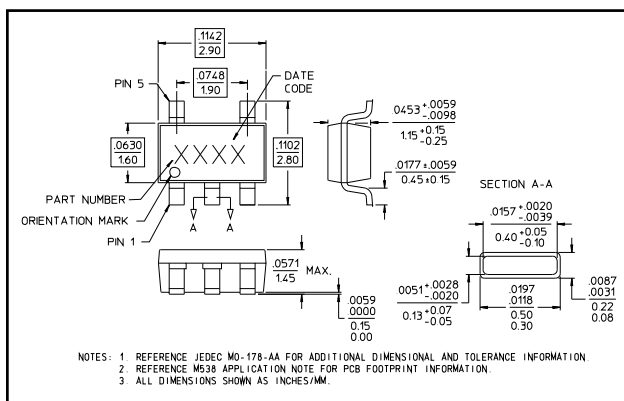 .1142
2.90
.0748
1.90
PIN 5
DATE
CODE
.0630
1.60
XXXX
.1102
2.80
PART NUMBER
ORIENTATION MARK
PIN 1
A A
.0453 +.0059
-.0098
1.15 +0.15
-0.25
.0177 ±.0059
0.45 ±0.15
SECTION A-A
.0157 +.0020
-.0039
0.40 +0.05
-0.10
.0571
1.45 MAX.
.0059
.0000
0.15
0.00
.0051 +.0028
-.0020
0.13 +0.07
-0.05
.0197
.0118
0.50
0.30
.0087
.0031
0.22
0.08
NOTES: 1. REFERENCE JEDEC MO-178-AA FOR ADDITIONAL DIMENSIONAL AND TOLERANCE INFORMATION.
2. REFERENCE M538 APPLICATION NOTE FOR PCB FOOTPRINT INFORMATION.
3. ALL DIMENSIONS SHOWN AS INCHES/MM.